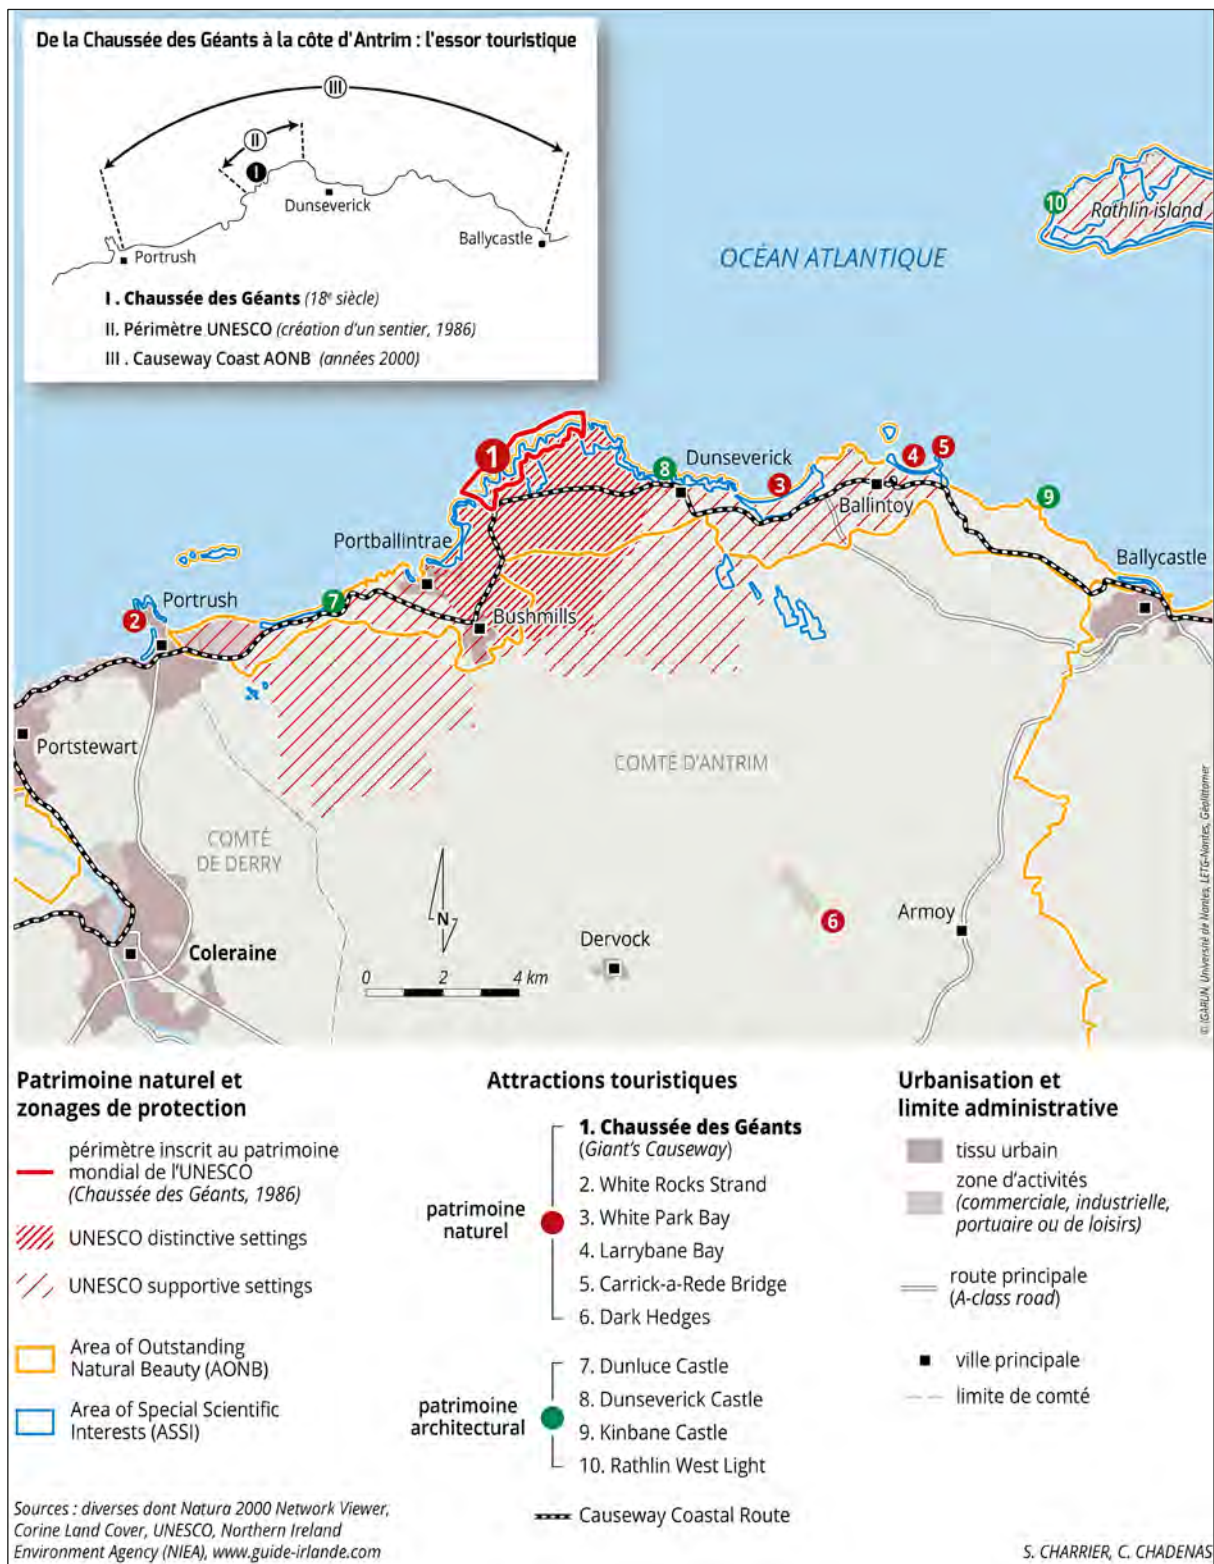 De la Chaussée des Géants à la côte d'Antrim : l'essor touristique
III
II
I
Dunseverick
Ballycastle
Portrush
I . Chaussée des Géants (18e siècle)
II. Périmètre UNESCO (création d'un sentier, 1986)
III . Causeway Coast AONB (années 2000)
10
Rathlin island
OCÉAN ATLANTIQUE
1
8
Dunseverick
3
4
5
Ballintoy
9
Ballycastle
Portballintrae
Portrush
2
7
Bushmills
Portstewart
COMTÉ D'ANTRIM
COMTÉ
DE DERRY
N
6
Armoy
Dervock
Coleraine
0 2 4 km
© IGARUN, Université de Nantes, LETG-Nantes, Géolittomer
Patrimoine naturel et
zonages de protection
périmètre inscrit au patrimoine
mondial de l'UNESCO
(Chaussée des Géants, 1986)
UNESCO distinctive settings
UNESCO supportive settings
Area of Outstanding
Natural Beauty (AONB)
Area of Special Scientific
Interests (ASSI)
Attractions touristiques
1. Chaussée des Géants
(Giant's Causeway)
2. White Rocks Strand
3. White Park Bay
4. Larrybane Bay
5. Carrick-a-Rede Bridge
6. Dark Hedges
patrimoine
naturel
7. Dunluce Castle
8. Dunseverick Castle
9. Kinbane Castle
10. Rathlin West Light
patrimoine
architectural
Causeway Coastal Route
Urbanisation et
limite administrative
tissu urbain
zone d'activités
(commerciale, industrielle,
portuaire ou de loisirs)
route principale
(A-class road)
ville principale
limite de comté
Sources : diverses dont Natura 2000 Network Viewer,
Corine Land Cover, UNESCO, Northern Ireland
Environment Agency (NIEA), www.guide-irlande.com
S. CHARRIER, C. CHADENAS